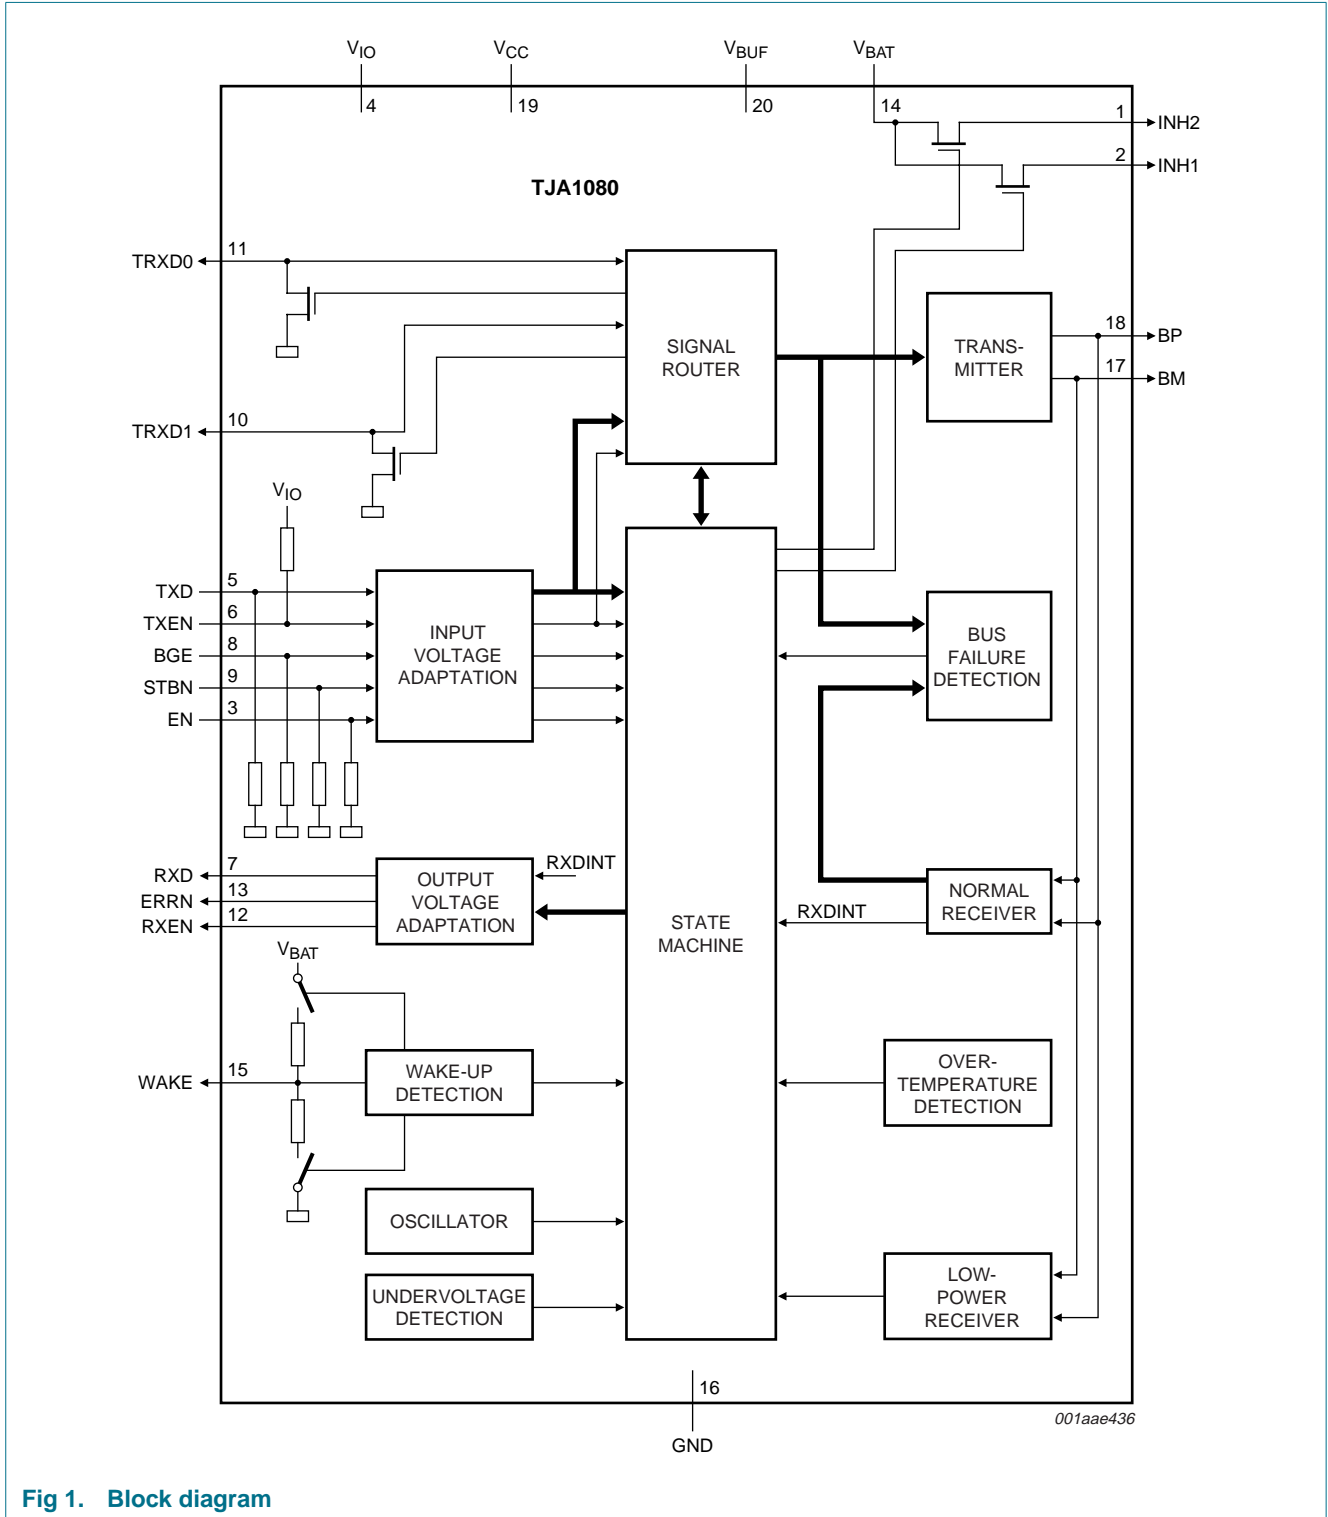 VIO
VCC
VBUF
VBAT
4
19
20
14
1
INH2
2
INH1
TJA1080
TRXD0
11
SIGNAL
ROUTER
TRANS-
MITTER
18
BP
17
BM
TRXD1
10
VIO
TXD
5
TXEN
6
BGE
8
STBN
9
EN
3
INPUT
VOLTAGE
ADAPTATION
BUS
FAILURE
DETECTION
RXD
7
ERRN
13
RXEN
12
OUTPUT
VOLTAGE
ADAPTATION
RXDINT
STATE
MACHINE
RXDINT
NORMAL
RECEIVER
VBAT
WAKE
15
WAKE-UP
DETECTION
OVER-
TEMPERATURE
DETECTION
OSCILLATOR
UNDERVOLTAGE
DETECTION
LOW-
POWER
RECEIVER
16
GND
001aae436
Fig 1. Block diagram